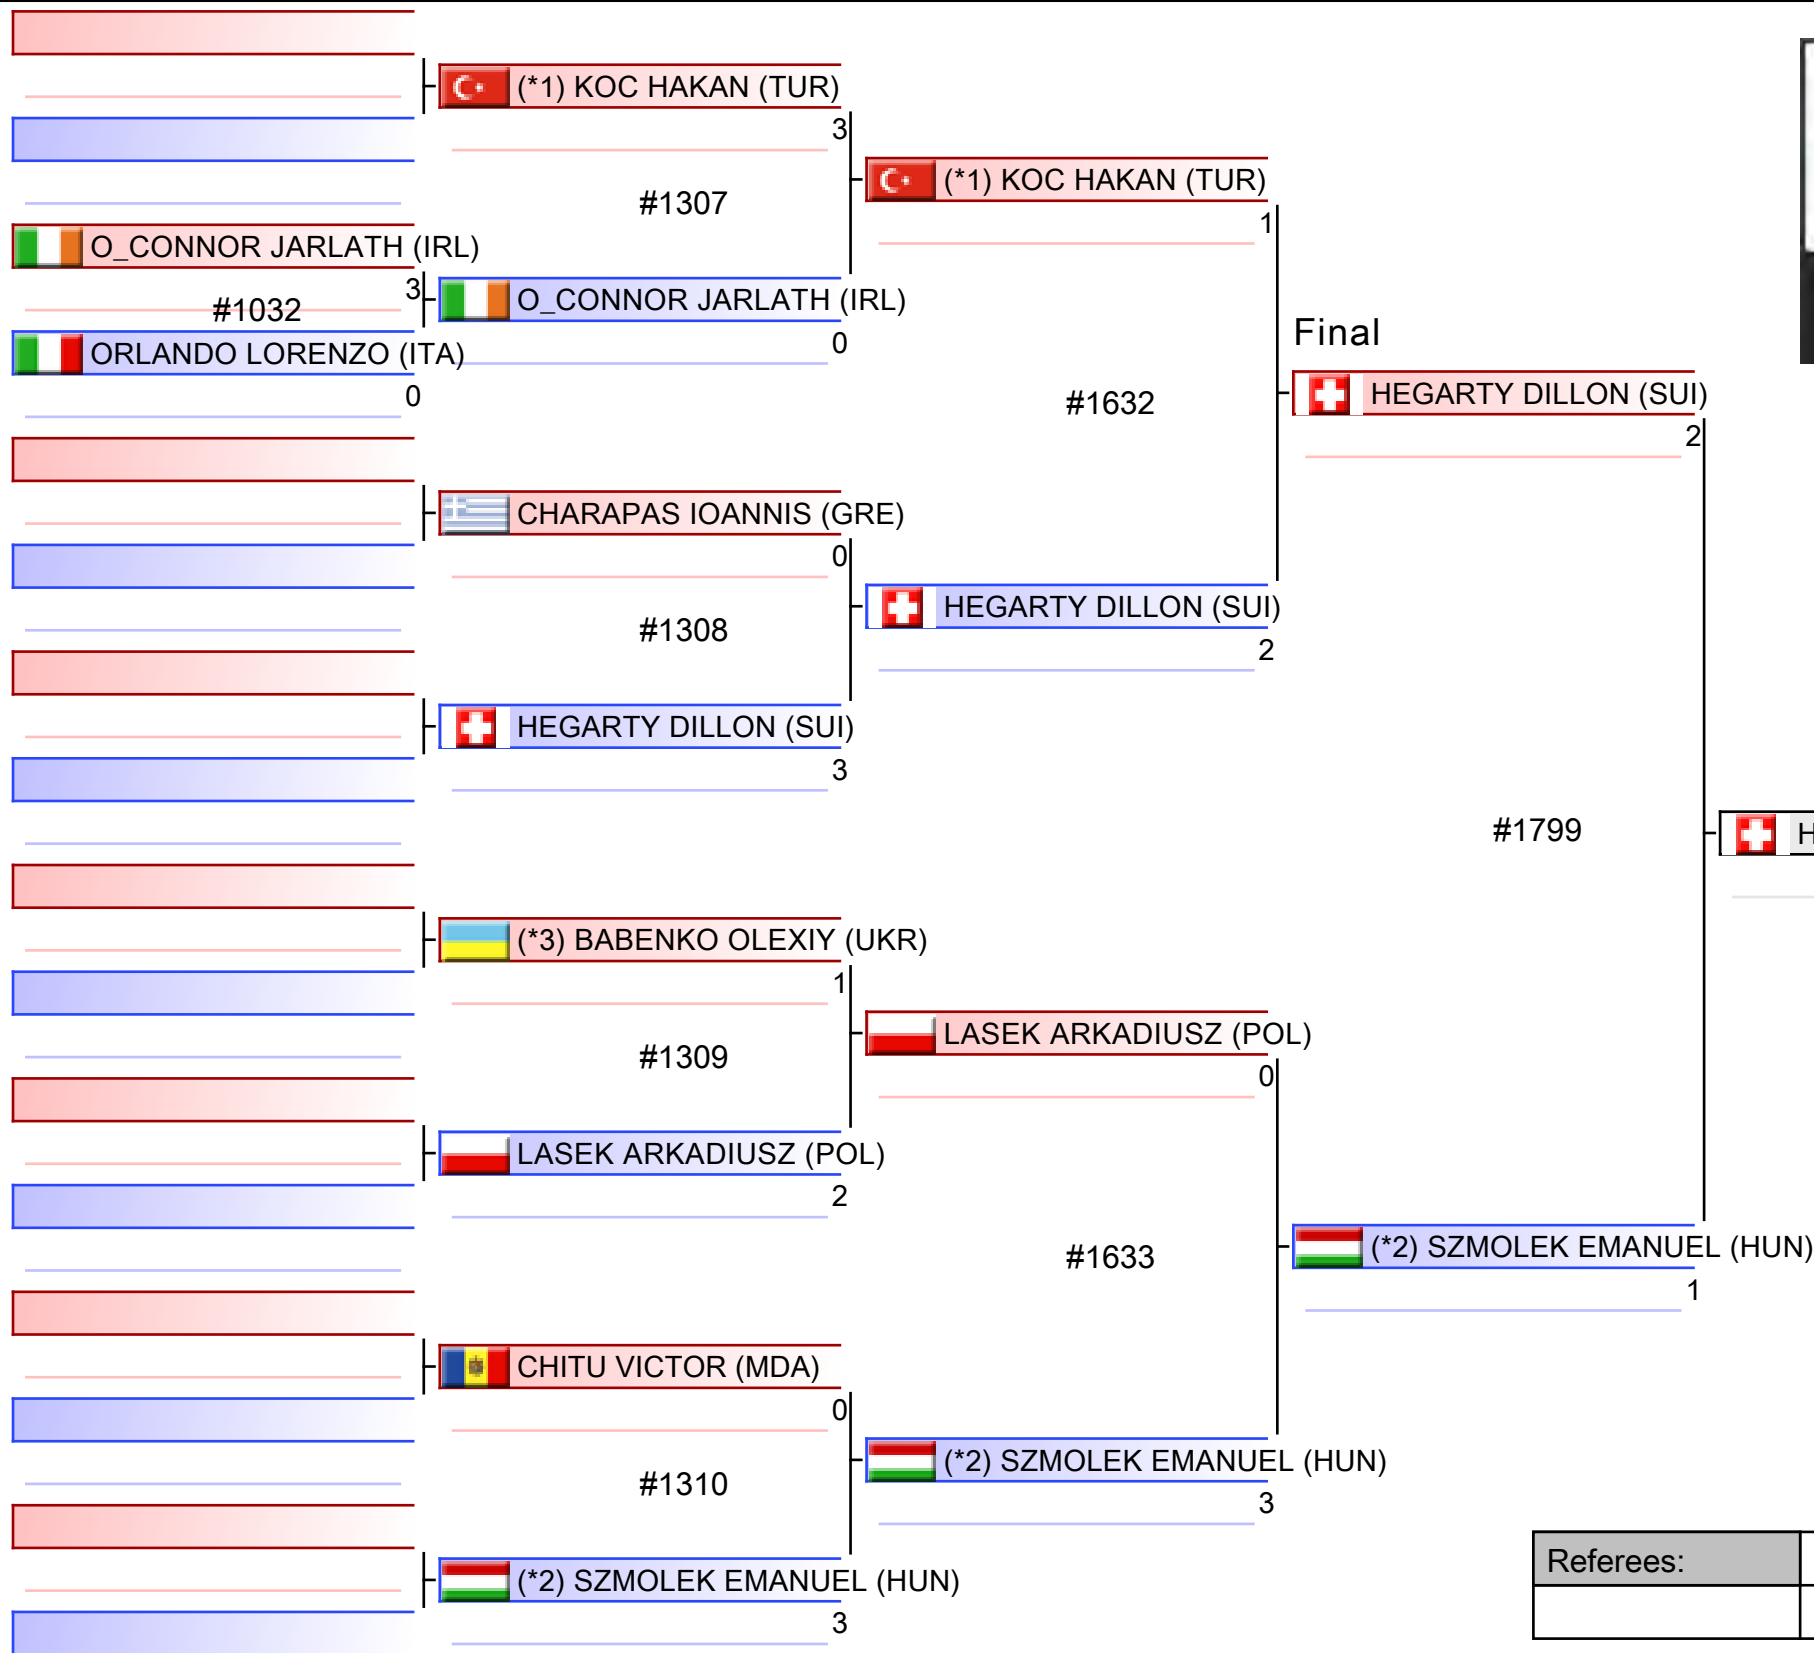 (*1) KOC HAKAN (TUR)
3
(*1) KOC HAKAN (TUR)
1
#1307
O_CONNOR JARLATH (IRL)
3
#1032
O_CONNOR JARLATH (IRL)
0
ORLANDO LORENZO (ITA)
0
Final
HEGARTY DILLON (SUI)
2
#1632
CHARAPAS IOANNIS (GRE)
0
HEGARTY DILLON (SUI)
2
#1308
HEGARTY DILLON (SUI)
3
#1799
H
(*3) BABENKO OLEXIY (UKR)
1
LASEK ARKADIUSZ (POL)
0
#1309
LASEK ARKADIUSZ (POL)
2
#1633
(*2) SZMOLEK EMANUEL (HUN)
1
CHITU VICTOR (MDA)
0
(*2) SZMOLEK EMANUEL (HUN)
3
#1310
(*2) SZMOLEK EMANUEL (HUN)
3
Referees: